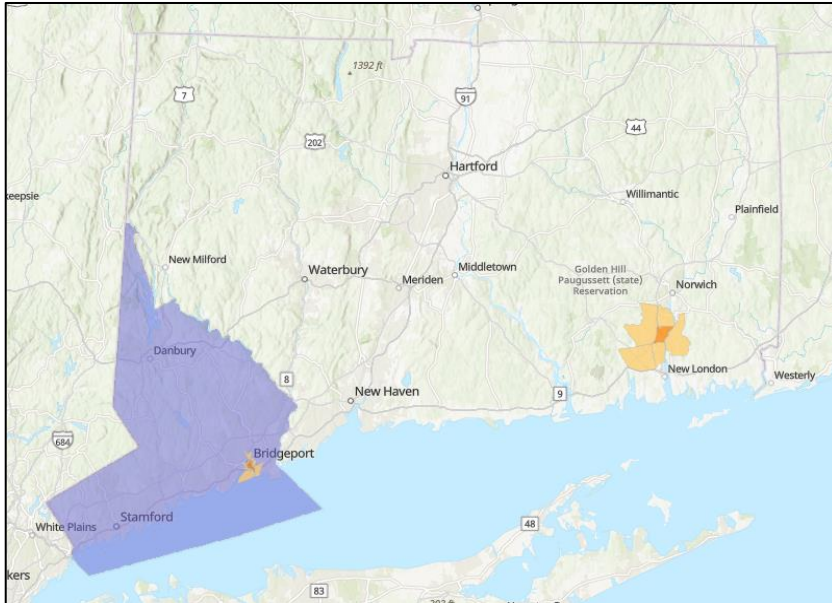 1392 ft
7
91
202
44
Hartford
keepsie
Willimantic
Plainfield
New Milford
Waterbury
Meriden
Middletown
Golden Hill
Paugussett (state)
Reservation
Norwich
Danbury
8
New Haven
9
New London
Westerly
684
Bridgeport
White Plains
Stamford
48
kers
83